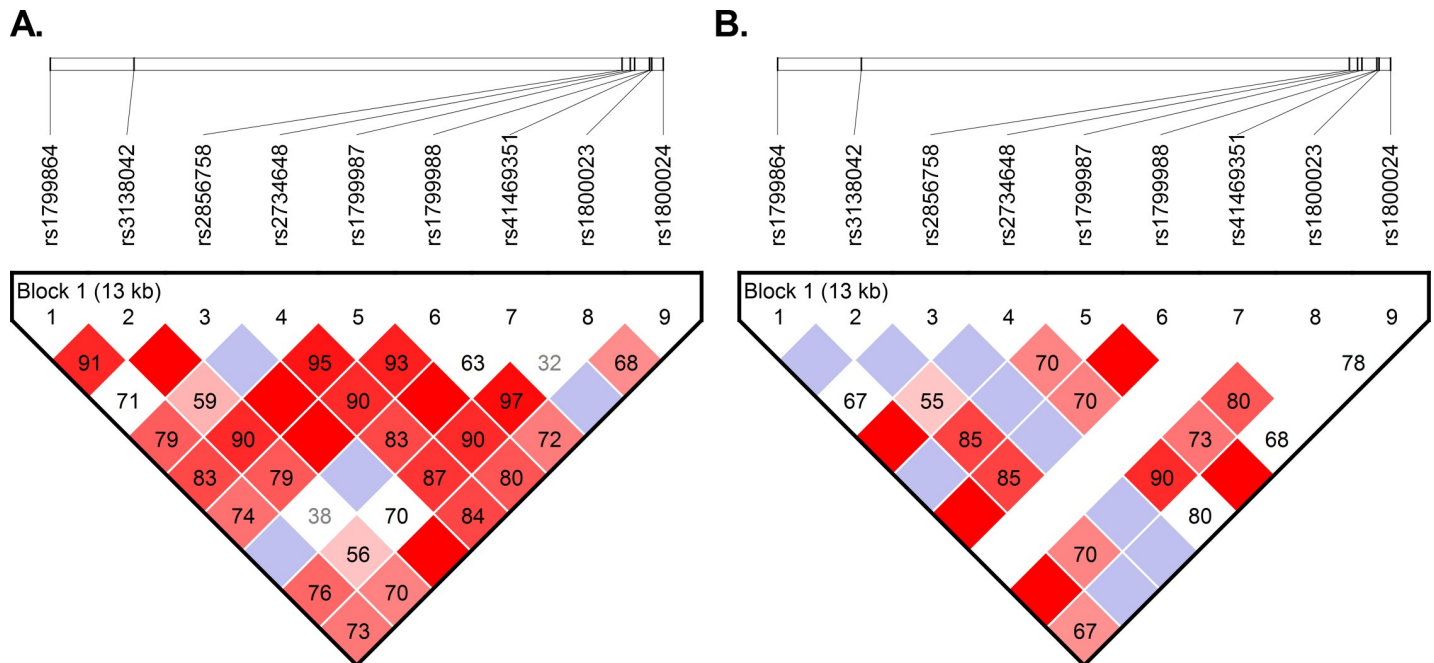 A.
rs1799864
rs3138042
rs2856758
rs2734648
rs1799987
rs1799988
rs41469351
rs1800023
rs1800024
Block 1 (13 kb)
1 2 3 4 5 6 7 8 9
91 95 93 63 32 68
71 59 90 97
79 90 83 90 72
83 79 87 80
74 38 70 84
56
76 70
73
B.
rs1799864
rs3138042
rs2856758
rs2734648
rs1799987
rs1799988
rs41469351
rs1800023
rs1800024
Block 1 (13 kb)
1 2 3 4 5 6 7 8 9
70 78
67 55 70 80
85 73 68
85 90
80
70
67